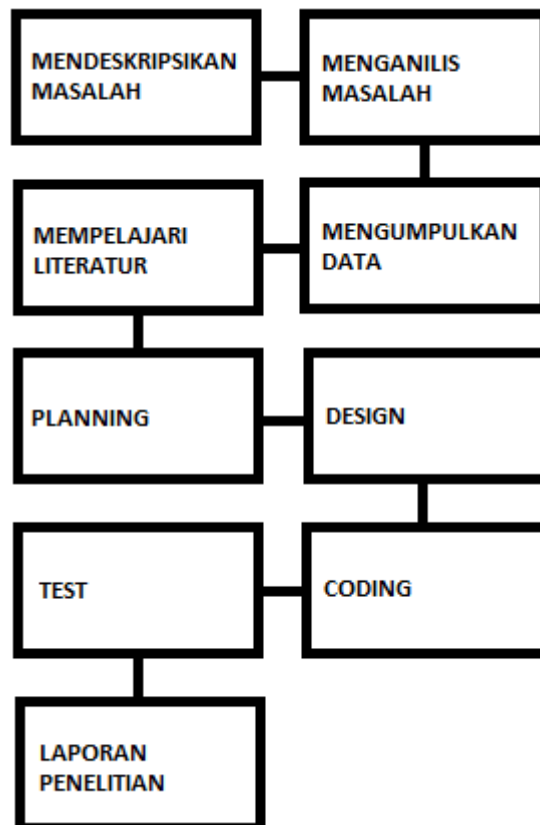 MENDESKRIPSIKAN
MASALAH
MENGANILIS
MASALAH
MEMPELAJARI
LITERATUR
MENGUMPULKAN
DATA
PLANNING
DESIGN
TEST
CODING
LAPORAN
PENELITIAN